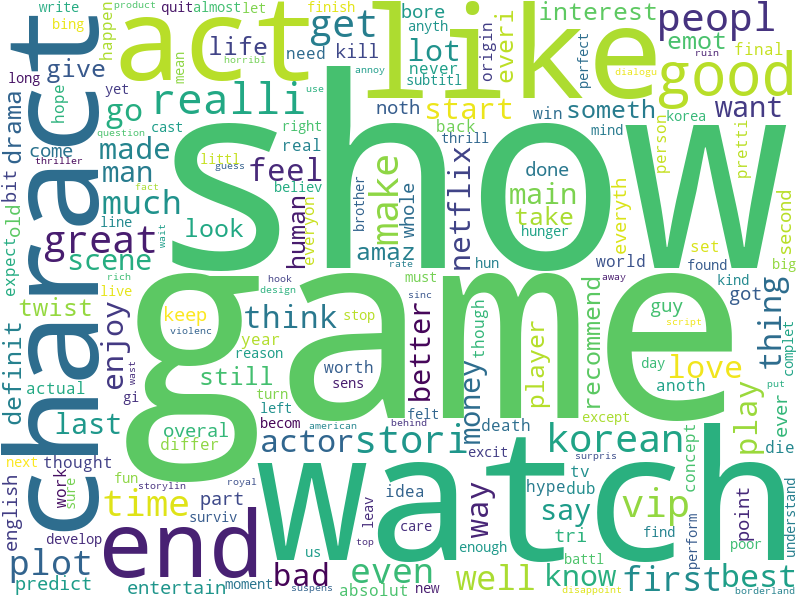 write
product
quit
almost
let
finish
bore
interest
peopl
bing
mean
horribl
need
kill
anyth
lot
never
subtitl
origin
everi
emot
final
long
happen
act
life
get
like
perfect
dialogu
ruin
good
yet
annoy
use
hope
give
realli
noth
start
win
someth
want
drama
go
come
cast
question
right
back
thrill
mind
korea
person
pretti
thriller
made
littl
real
feel
fact
guess
believ
bit
man
much
look
everyon
human
make
brother
whole
netflix
done
main
take
everyth
second
old
line
great
scene
amaz
hunger
set
expect
wait
show
world
found
big
character
rich
live
hook
design
rate
must
hun
sinc
away
kind
got
twist
enjoy
keep
violenc
think
stop
though
player
recommend
guy
script
thing
complet
definit
year
reason
better
game
love
actual
gi
wast
still
worth
sens
money
day
anoth
put
last
turn
left
becom
felt
play
ever
die
overal
differ
american
behind
death
except
surpris
concept
next
thought
actor
stori
excit
korean
fun
storylin
watch
tv
english
work
sure
time
part
idea
hype
dub
vip
develop
surviv
leav
care
way
say
point
understand
end
royal
us
top
enough
tri
find
perform
poor
plot
bad
even
well
know
first
best
predict
entertain
moment
suspens
absolut
new
battl
disappoint
borderland